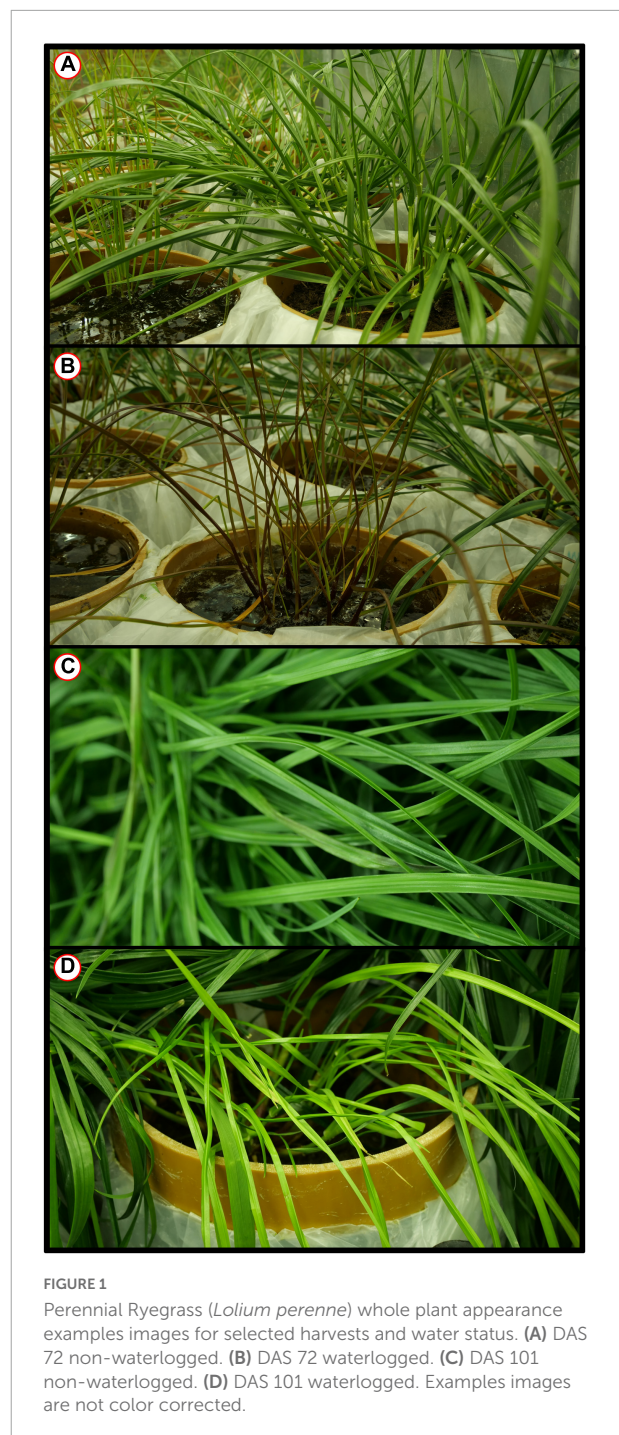 A
B
C
D
FIGURE 1
Perennial Ryegrass (Lolium perenne) whole plant appearance
examples images for selected harvests and water status. (A) DAS
72 non-waterlogged. (B) DAS 72 waterlogged. (C) DAS 101
non-waterlogged. (D) DAS 101 waterlogged. Examples images
are not color corrected.